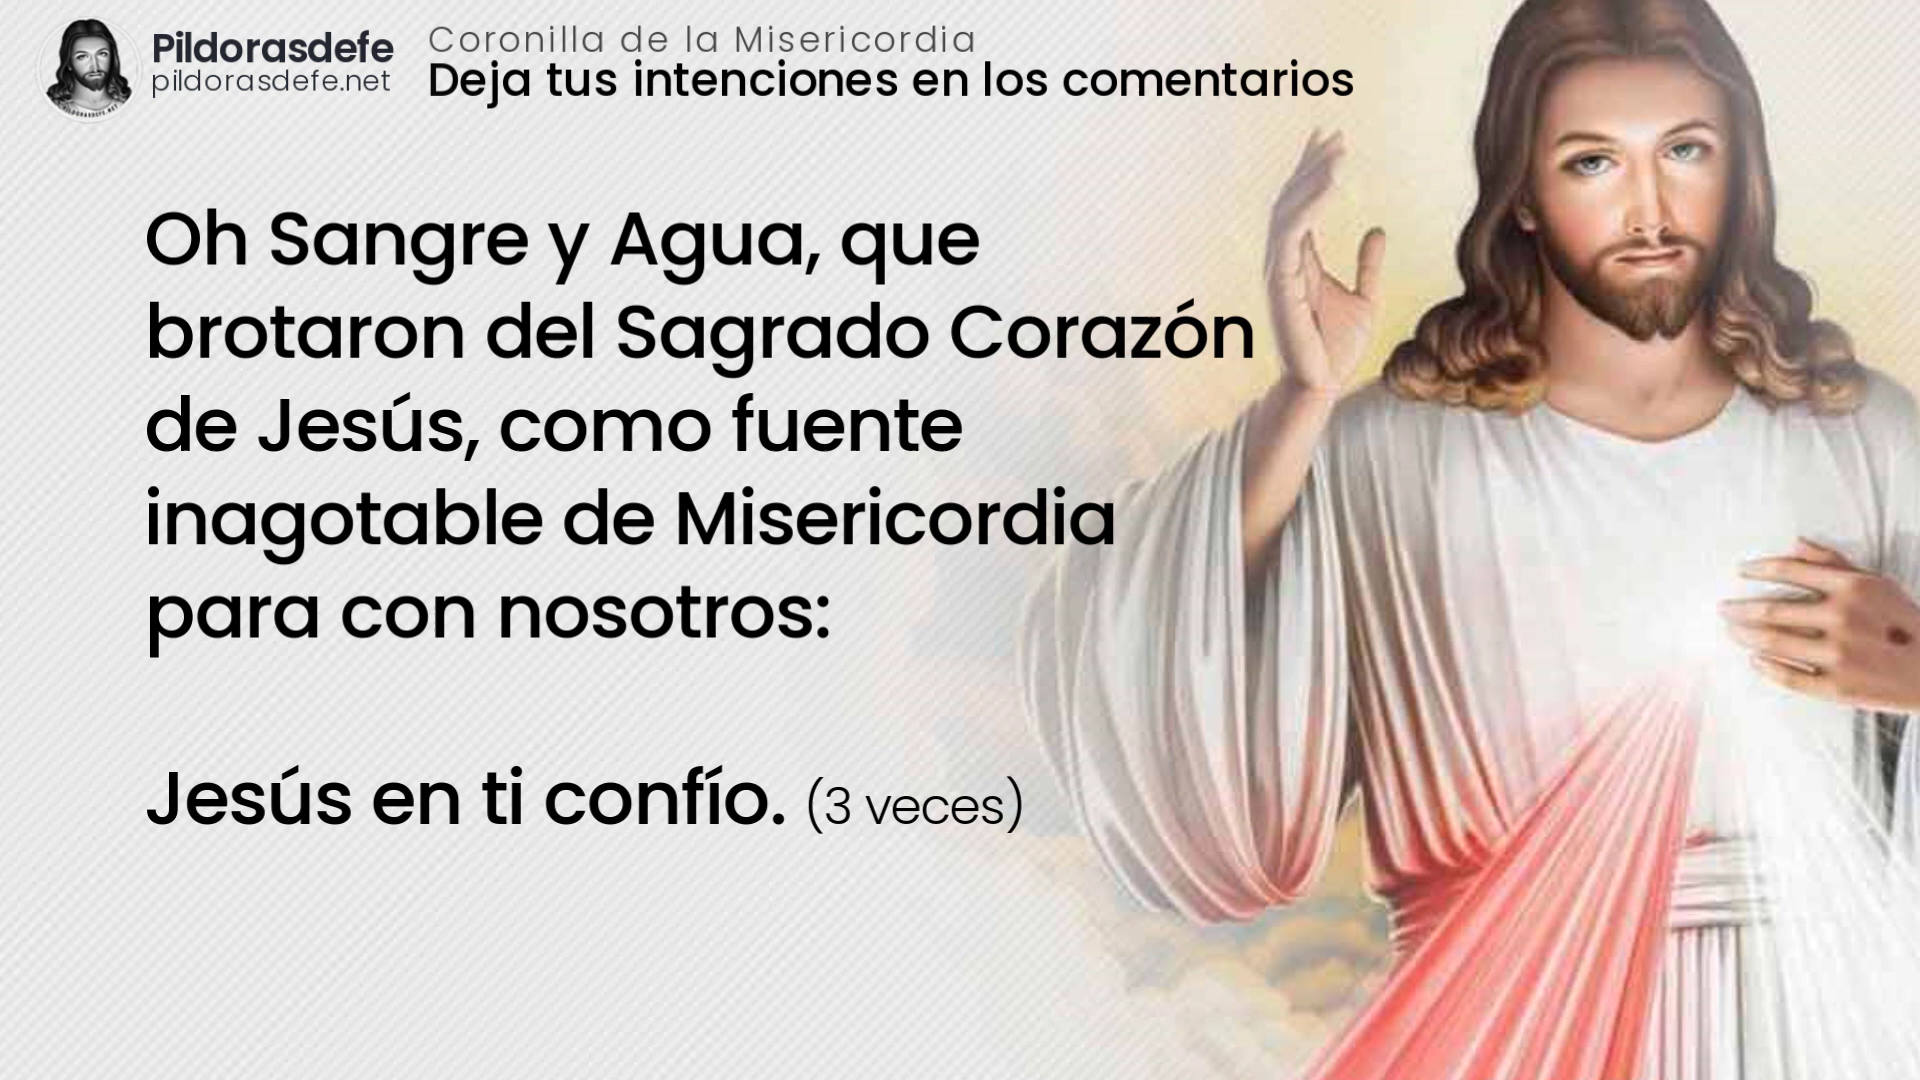 Pildorasdefe
pildorasdefe.net
Coronilla de la Misericordia
Deja tus intenciones en los comentarios
Oh Sangre y Agua, que
brotaron del Sagrado Corazón
de Jesús, como fuente
inagotable de Misericordia
para con nosotros:
Jesús en ti confío. (3 veces)